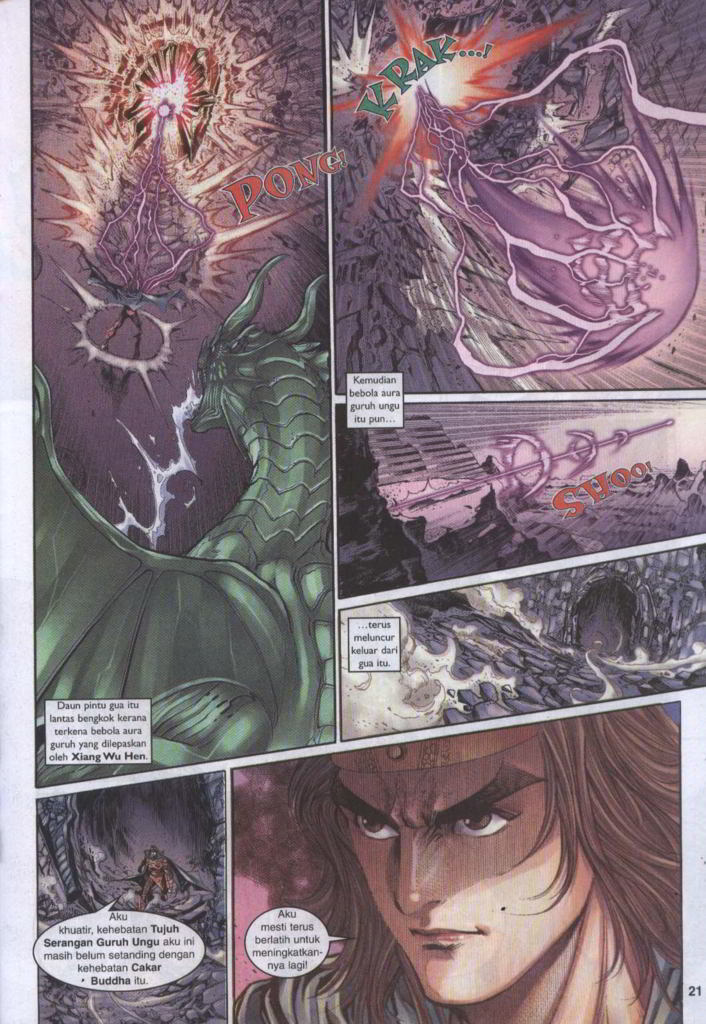 PONG!
Daun pintu gua itu
lantas bengkok kerana
terkena bebola aura
guruh yang dilepaskan
oleh Xiang Wu Hen.
KRAK...!
Kemudian
bebola aura
guruh ungu
itu pun...
SHOO!
...terus
meluncur
keluar dari
gua itu.
Aku
khuatir, kehebatan Tujuh
Serangan Guruh Ungu aku ini
masih belum setanding dengan
kehebatan Cakar
Buddha itu.
Aku
mesti terus
berlatih untuk
meningkatkan-
nya lagi!
21